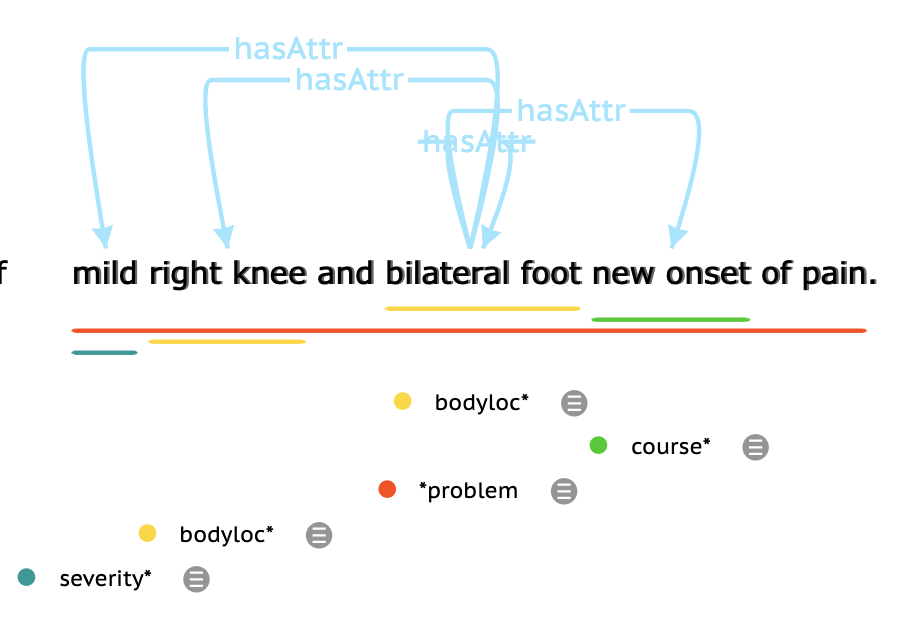 hasAttr
hasAttr
hasAttr
hasAttr
f mild right knee and bilateral foot new onset of pain.
bodyloc*
course*
*problem
bodyloc*
severity*